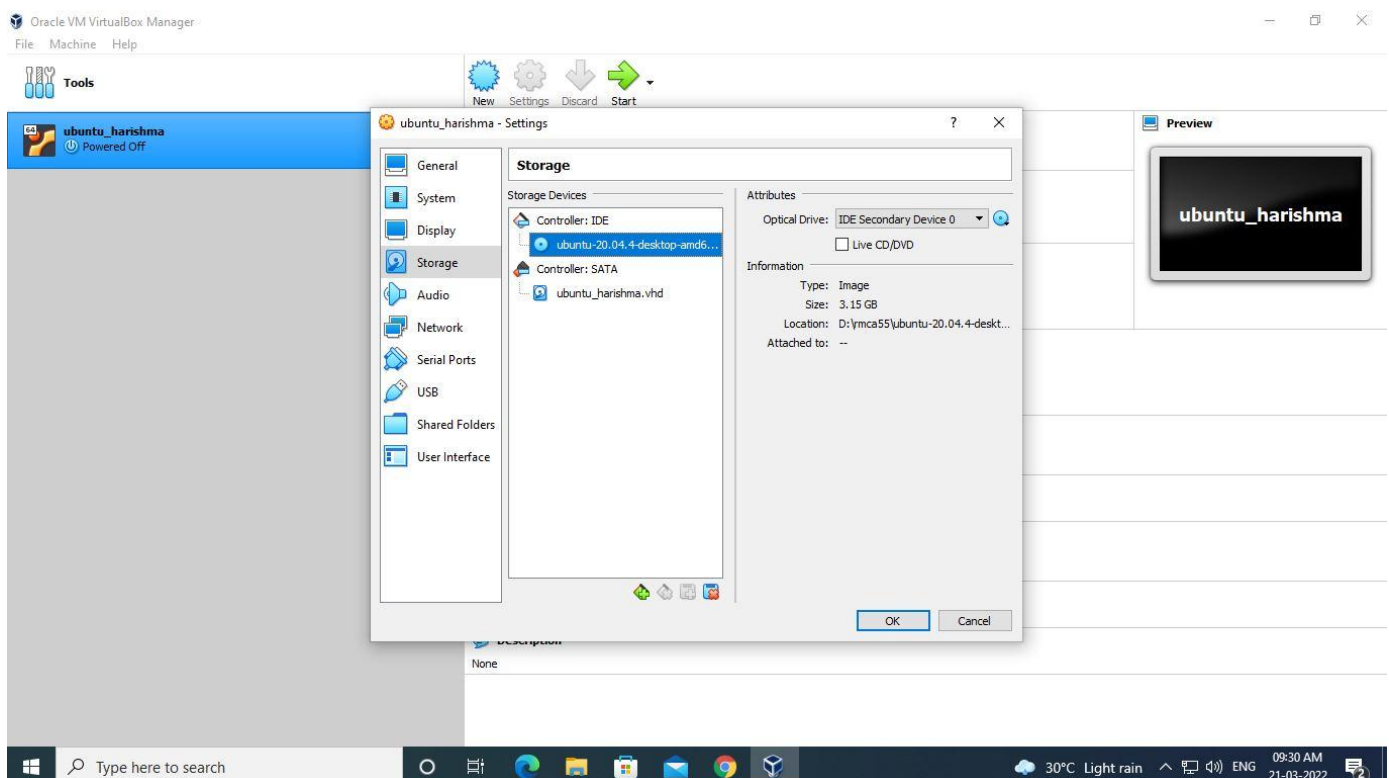 Oracle VM VirtualBox Manager
File Machine Help
Tools
New Settings Discard Start
ubuntu_harishma
Powered Off
64
ubuntu_harishma - Settings
?
General
System
Display
Storage
Audio
Network
Serial Ports
USB
Shared Folders
User Interface
Storage
Storage Devices
Controller: IDE
ubuntu-20.04.4-desktop-amd6...
Controller: SATA
ubuntu_harishma.vhd
Attributes
Optical Drive: IDE Secondary Device 0
Live CD/DVD
Information
Type: Image
Size: 3.15 GB
Location: D:\rmca55\ubuntu-20.04.4-deskt...
Attached to: --
OK Cancel
Preview
ubuntu_harishma
Description
None
Type here to search
30°C Light rain
ENG
09:30 AM
21-03-2022
2